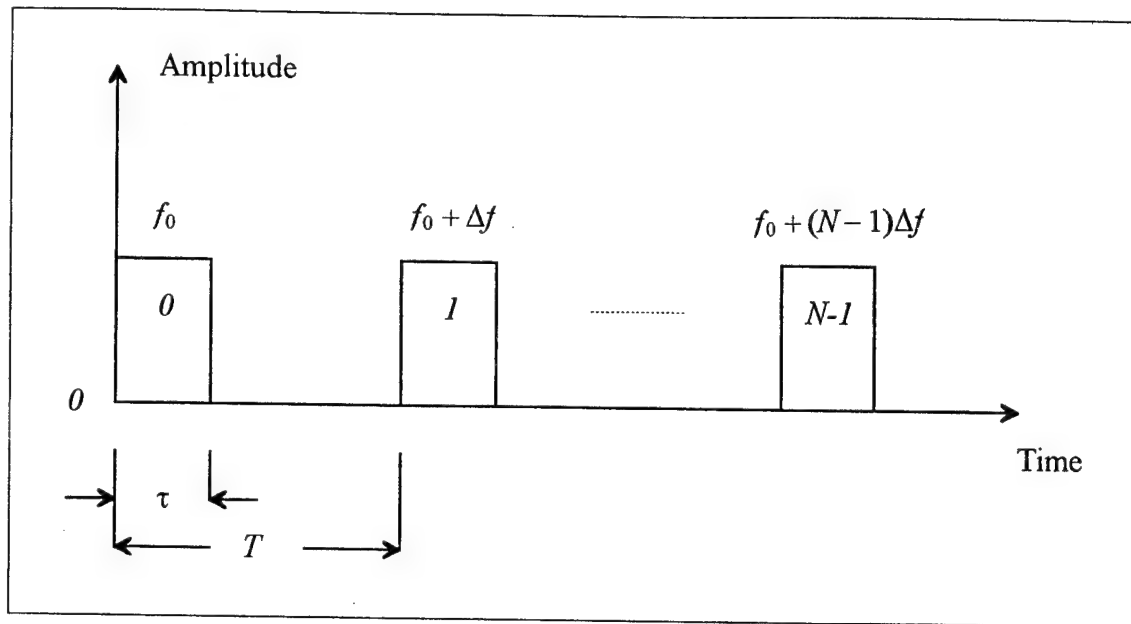 Amplitude
f₀ f₀ + Δf f₀ + (N − 1)Δf
0 1 ............ N-1
0
Time
τ
T